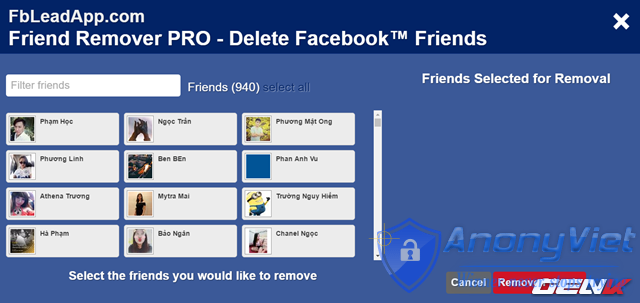 FbLeadApp.com
Friend Remover PRO - Delete Facebook™ Friends
Filter friends
Friends (940) select all
Friends Selected for Removal
Phạm Học
Ngọc Trần
Phương Mật Ong
Phương Linh
Ben BEn
Phan Anh Vu
Athena Trương
Mytra Mai
Trường Nguy Hiểm
Hà Phạm
Bảo Ngân
Chanel Ngọc
Select the friends you would like to remove
AnonyViet
Cancel
GENK